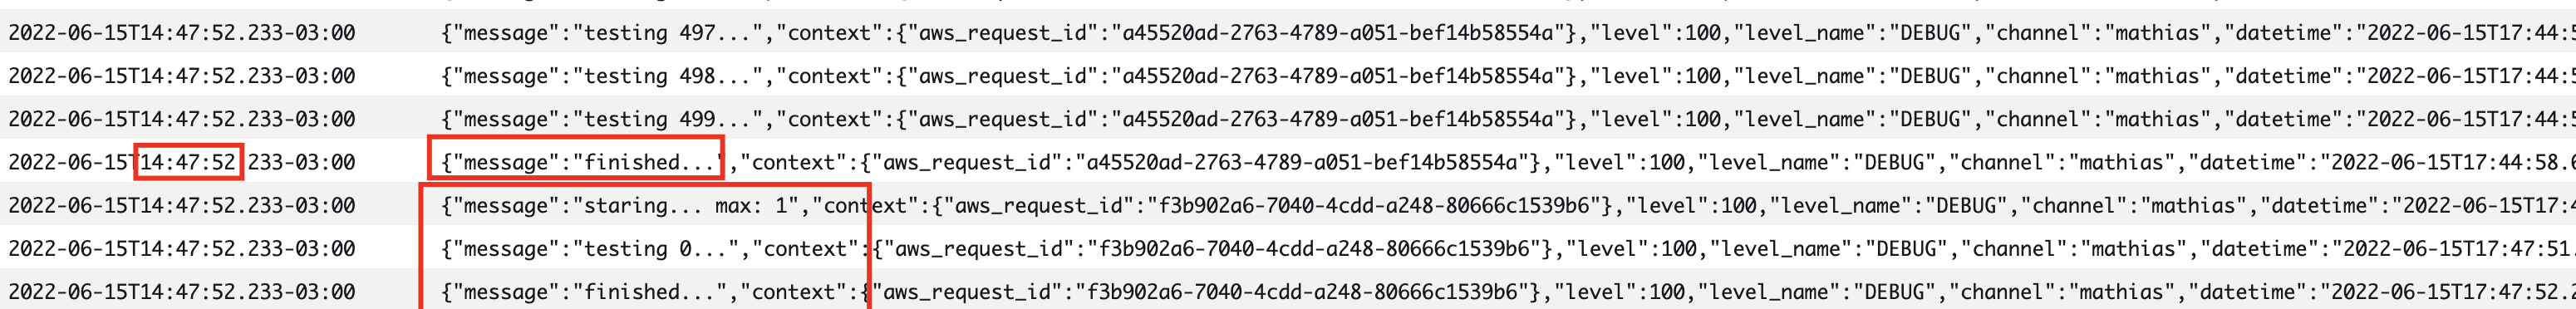 2022-06-15T14:47:52.233-03:00 {"message":"testing 497...","context":{"aws_request_id":"a45520ad-2763-4789-a051-bef14b58554a"},"level":100,"level_name":"DEBUG","channel":"mathias","datetime":"2022-06-15T17:44:5
2022-06-15T14:47:52.233-03:00 {"message":"testing 498...","context":{"aws_request_id":"a45520ad-2763-4789-a051-bef14b58554a"},"level":100,"level_name":"DEBUG","channel":"mathias","datetime":"2022-06-15T17:44:5
2022-06-15T14:47:52.233-03:00 {"message":"testing 499...","context":{"aws_request_id":"a45520ad-2763-4789-a051-bef14b58554a"},"level":100,"level_name":"DEBUG","channel":"mathias","datetime":"2022-06-15T17:44:5
2022-06-15T14:47:52.233-03:00 {"message":"finished...","context":{"aws_request_id":"a45520ad-2763-4789-a051-bef14b58554a"},"level":100,"level_name":"DEBUG","channel":"mathias","datetime":"2022-06-15T17:44:58.6
2022-06-15T14:47:52.233-03:00 {"message":"staring... max: 1","context":{"aws_request_id":"f3b902a6-7040-4cdd-a248-80666c1539b6"},"level":100,"level_name":"DEBUG","channel":"mathias","datetime":"2022-06-15T17:4
2022-06-15T14:47:52.233-03:00 {"message":"testing 0...","context":{"aws_request_id":"f3b902a6-7040-4cdd-a248-80666c1539b6"},"level":100,"level_name":"DEBUG","channel":"mathias","datetime":"2022-06-15T17:47:51.
2022-06-15T14:47:52.233-03:00 {"message":"finished...","context":{"aws_request_id":"f3b902a6-7040-4cdd-a248-80666c1539b6"},"level":100,"level_name":"DEBUG","channel":"mathias","datetime":"2022-06-15T17:47:52.2